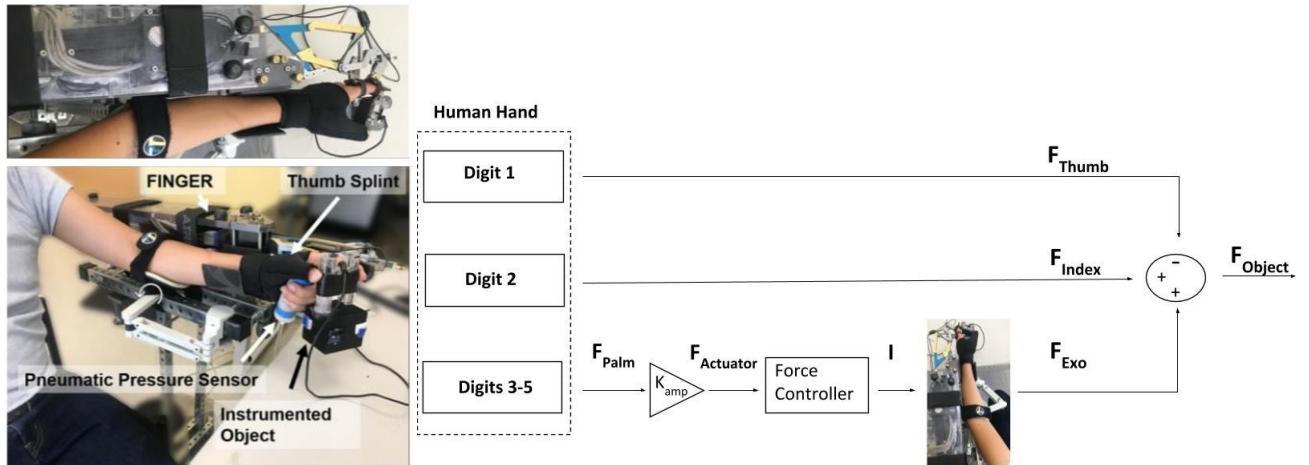 FINGER
Thumb Splint
Pneumatic Pressure Sensor
Instrumented
Object
Human Hand
Digit 1
Digit 2
Digits 3-5
F_Thumb
F_Index
F_Palm
K_amp
F_Actuator
Force
Controller
I
F_Exo
-
+
+
F_Object